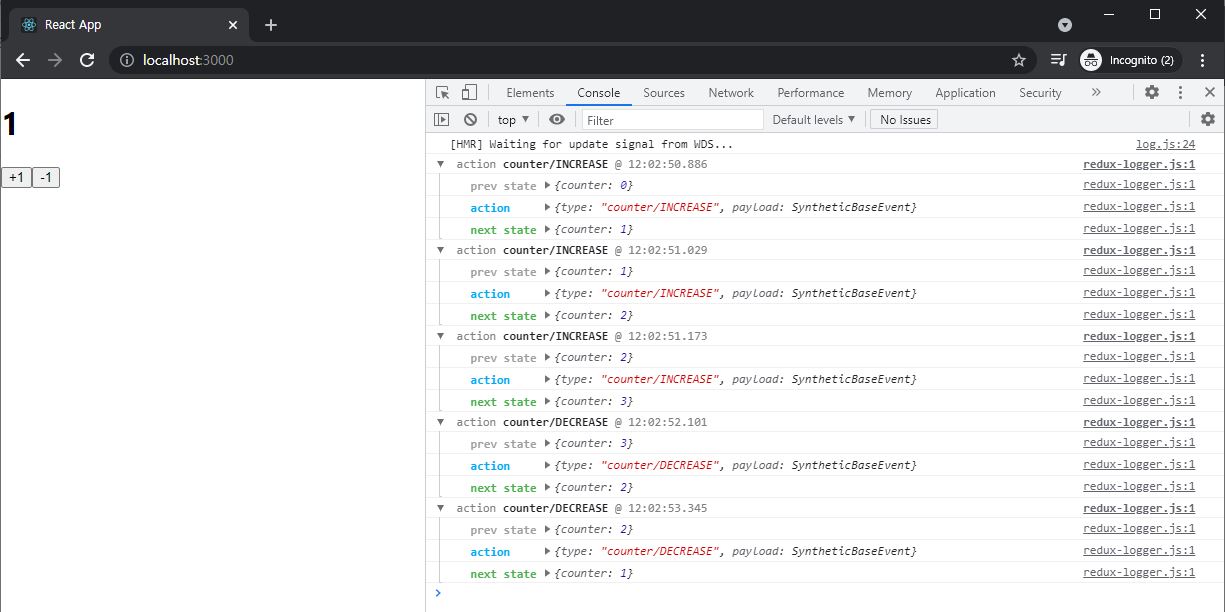 React App
localhost:3000
Incognito (2)
Elements Console Sources Network Performance Memory Application Security »
top ▼ Filter Default levels ▼ No Issues
1
+1 -1
[HMR] Waiting for update signal from WDS... log.js:24
▼ action counter/INCREASE @ 12:02:50.886 redux-logger.js:1
prev state ▶ {counter: 0} redux-logger.js:1
action ▶ {type: "counter/INCREASE", payload: SyntheticBaseEvent} redux-logger.js:1
next state ▶ {counter: 1} redux-logger.js:1
▼ action counter/INCREASE @ 12:02:51.029 redux-logger.js:1
prev state ▶ {counter: 1} redux-logger.js:1
action ▶ {type: "counter/INCREASE", payload: SyntheticBaseEvent} redux-logger.js:1
next state ▶ {counter: 2} redux-logger.js:1
▼ action counter/INCREASE @ 12:02:51.173 redux-logger.js:1
prev state ▶ {counter: 2} redux-logger.js:1
action ▶ {type: "counter/INCREASE", payload: SyntheticBaseEvent} redux-logger.js:1
next state ▶ {counter: 3} redux-logger.js:1
▼ action counter/DECREASE @ 12:02:52.101 redux-logger.js:1
prev state ▶ {counter: 3} redux-logger.js:1
action ▶ {type: "counter/DECREASE", payload: SyntheticBaseEvent} redux-logger.js:1
next state ▶ {counter: 2} redux-logger.js:1
▼ action counter/DECREASE @ 12:02:53.345 redux-logger.js:1
prev state ▶ {counter: 2} redux-logger.js:1
action ▶ {type: "counter/DECREASE", payload: SyntheticBaseEvent} redux-logger.js:1
next state ▶ {counter: 1} redux-logger.js:1